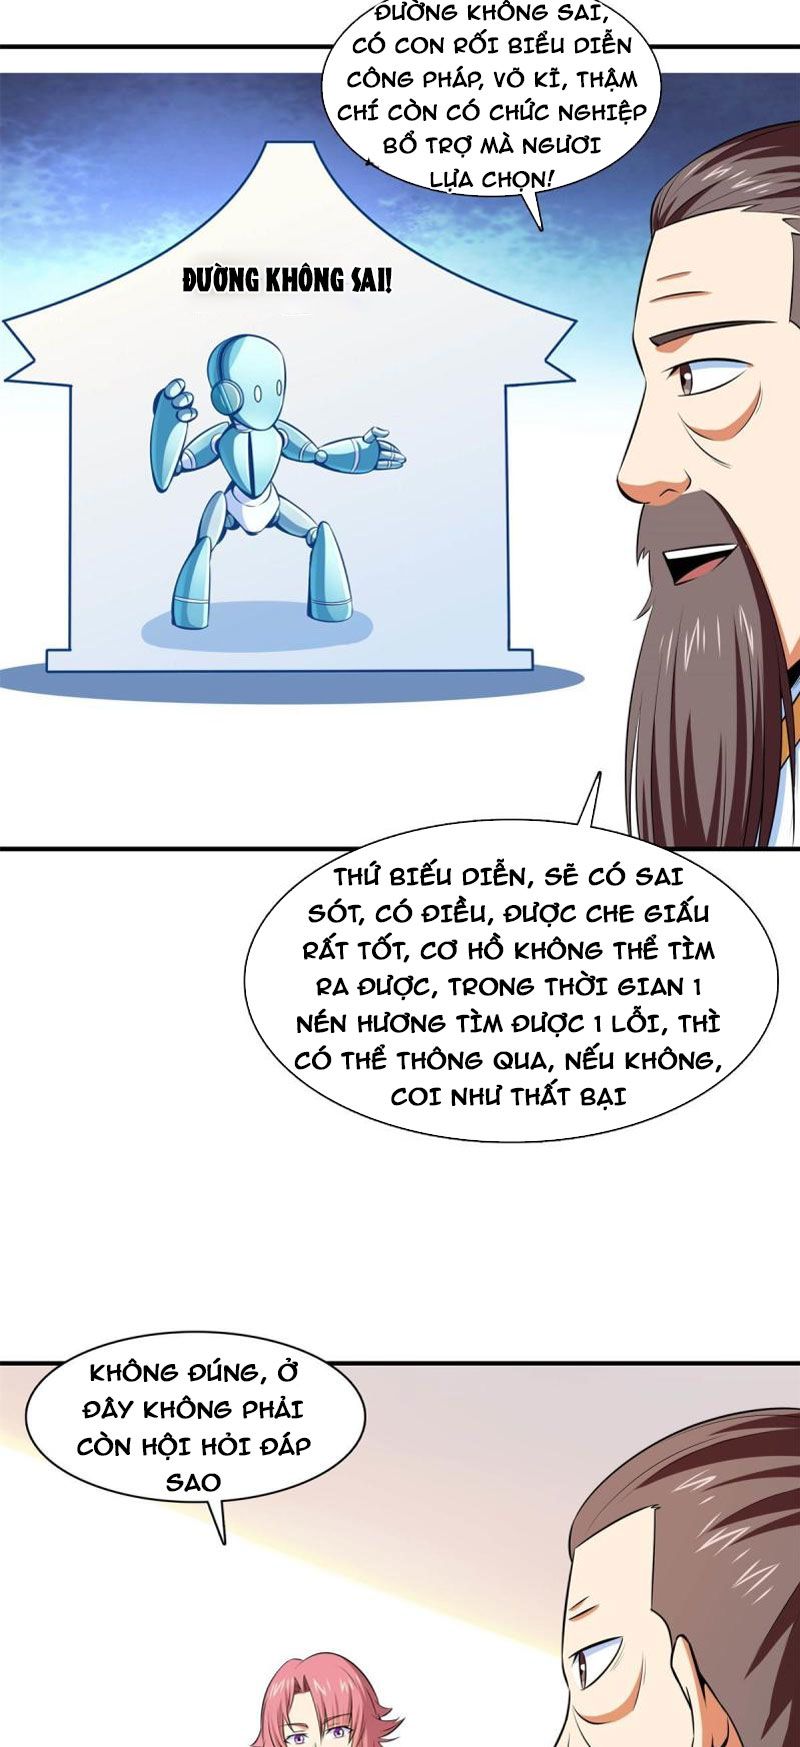 ĐƯỜNG KHÔNG SAI,
CÓ CON RỐI BIỂU DIỄN
CÔNG PHÁP, VÕ KĨ, THẬM
CHÍ CÒN CÓ CHỨC NGHIỆP
BỔ TRỢ MÀ NGƯƠI
LỰA CHỌN!
ĐƯỜNG KHÔNG SAI!
THỨ BIẾU DIỄN, SẼ CÓ SAI
SÓT, CÓ ĐIỀU, ĐƯỢC CHE GIẤU
RẤT TỐT, CƠ HỒ KHÔNG THỂ TÌM
RA ĐƯỢC, TRONG THỜI GIAN 1
NÉN HƯƠNG TÌM ĐƯỢC 1 LỖI, THÌ
CÓ THỂ THÔNG QUA, NẾU KHÔNG,
COI NHƯ THẤT BẠI
KHÔNG ĐÚNG, Ở
ĐÂY KHÔNG PHẢI
CÒN HỘI HỎI ĐÁP
SAO